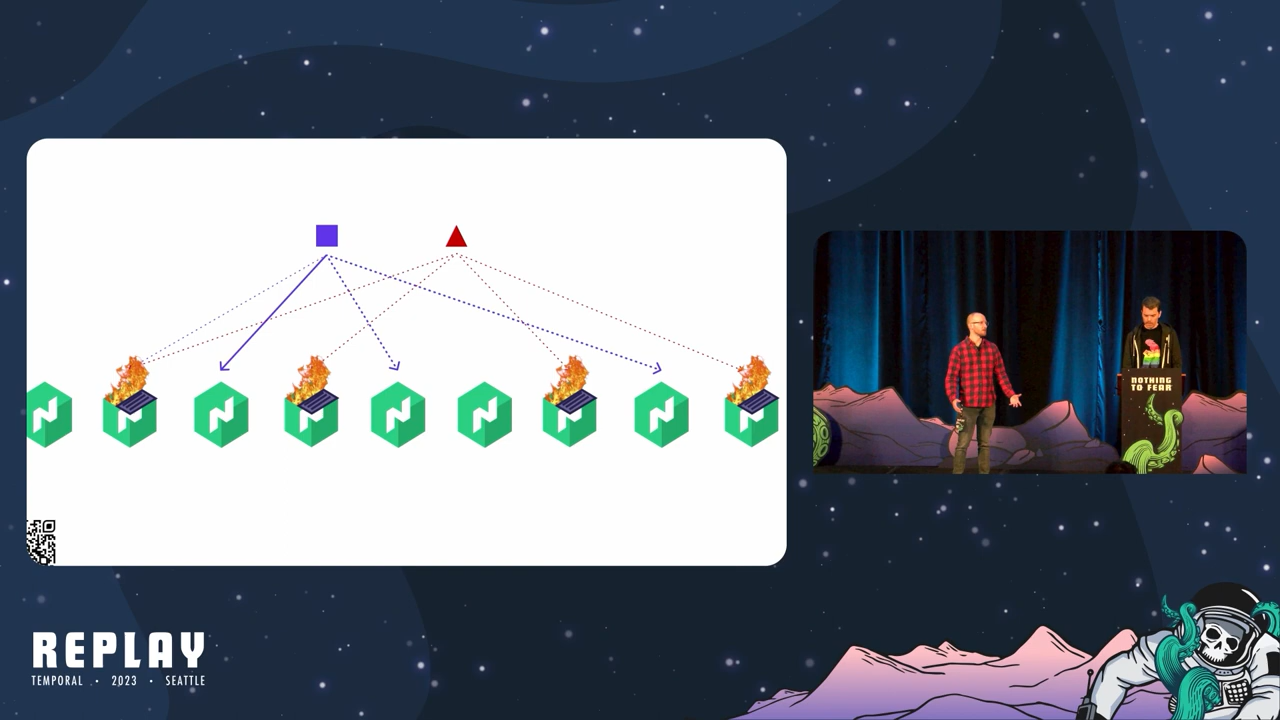 NOTHING
TO FEAR
REPLAY
TEMPORAL • 2023 • SEATTLE